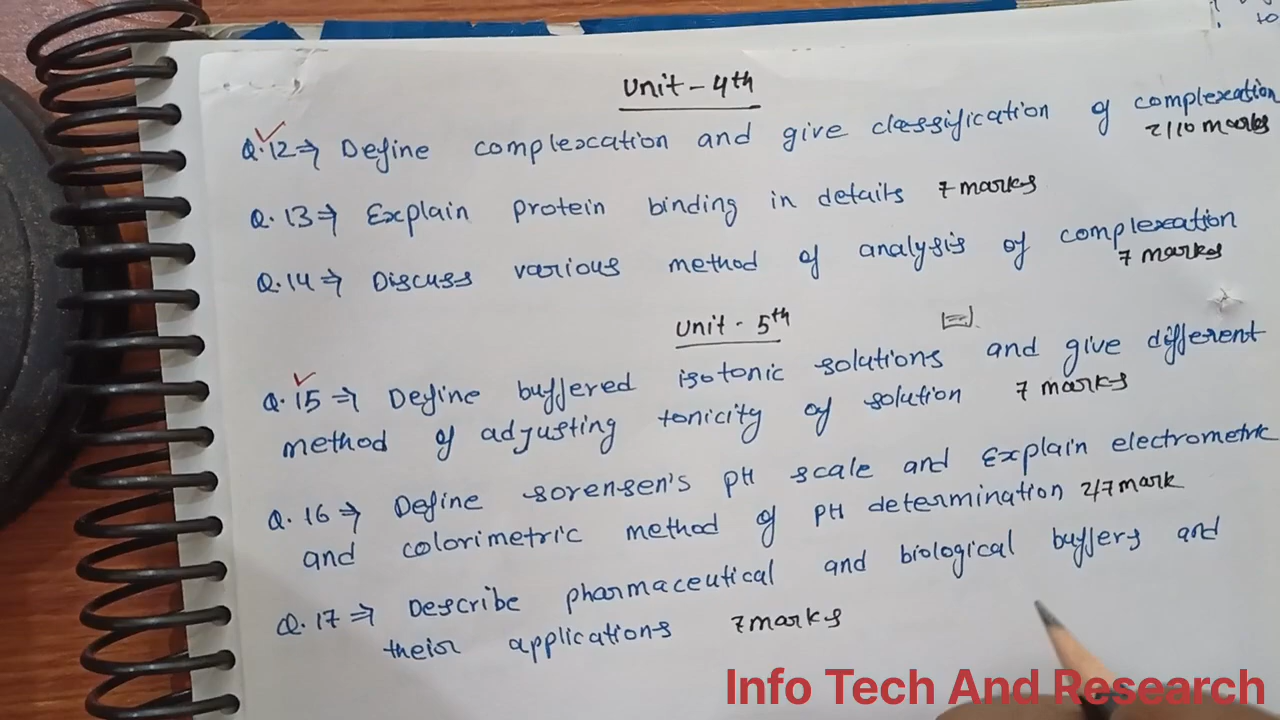 Unit - 4th
Q.12⇒ Define complexcation and give classification of complexcation
2/10 marks
Q.13⇒ Explain protein binding in details 7 marks
Q.14⇒ Discuss various method of analysis of complexcation
7 marks
Unit - 5th
Q.15⇒ Define buffered isotonic solutions and give different
method of adjusting tonicity of solution 7 marks
Q.16⇒ Define sorensen's pH scale and Explain electrometric
and colorimetric method of pH determination 2/7 mark
Q.17⇒ Describe pharmaceutical and biological buffers and
their applications 7 marks
to
Info Tech And Research